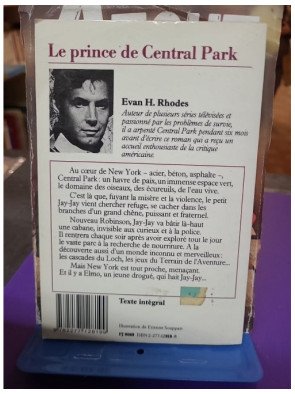 Le prince de Central Park
Evan H. Rhodes
Auteur de plusieurs séries télévisées et
passionné par les problèmes de survie,
il a arpenté Central Park pendant six mois
avant d'écrire ce roman qui a reçu un
accueil enthousiaste de la critique
américaine.
Au cœur de New York – acier, béton, asphalte –,
Central Park : un havre de paix, un immense espace vert,
le domaine des oiseaux, des écureuils, de l'eau vive.
C'est là que, fuyant la misère et la violence, le petit
Jay-Jay vient chercher refuge, se cacher dans les
branches d'un grand chêne, puissant et fraternel.
Nouveau Robinson, Jay-Jay va bâtir là-haut
une cabane, invisible aux curieux et à la police.
Il rentrera chaque soir après avoir exploré tout le jour
le vaste parc à la recherche de nourriture. À la
découverte aussi d'un monde inconnu et merveilleux:
les cascades du Loch, les jeux du Terrain de l'Aventure...
Mais New York est tout proche, menaçant.
Et il y a Elmo, un jeune drogué, qui hait Jay-Jay...
Texte intégral